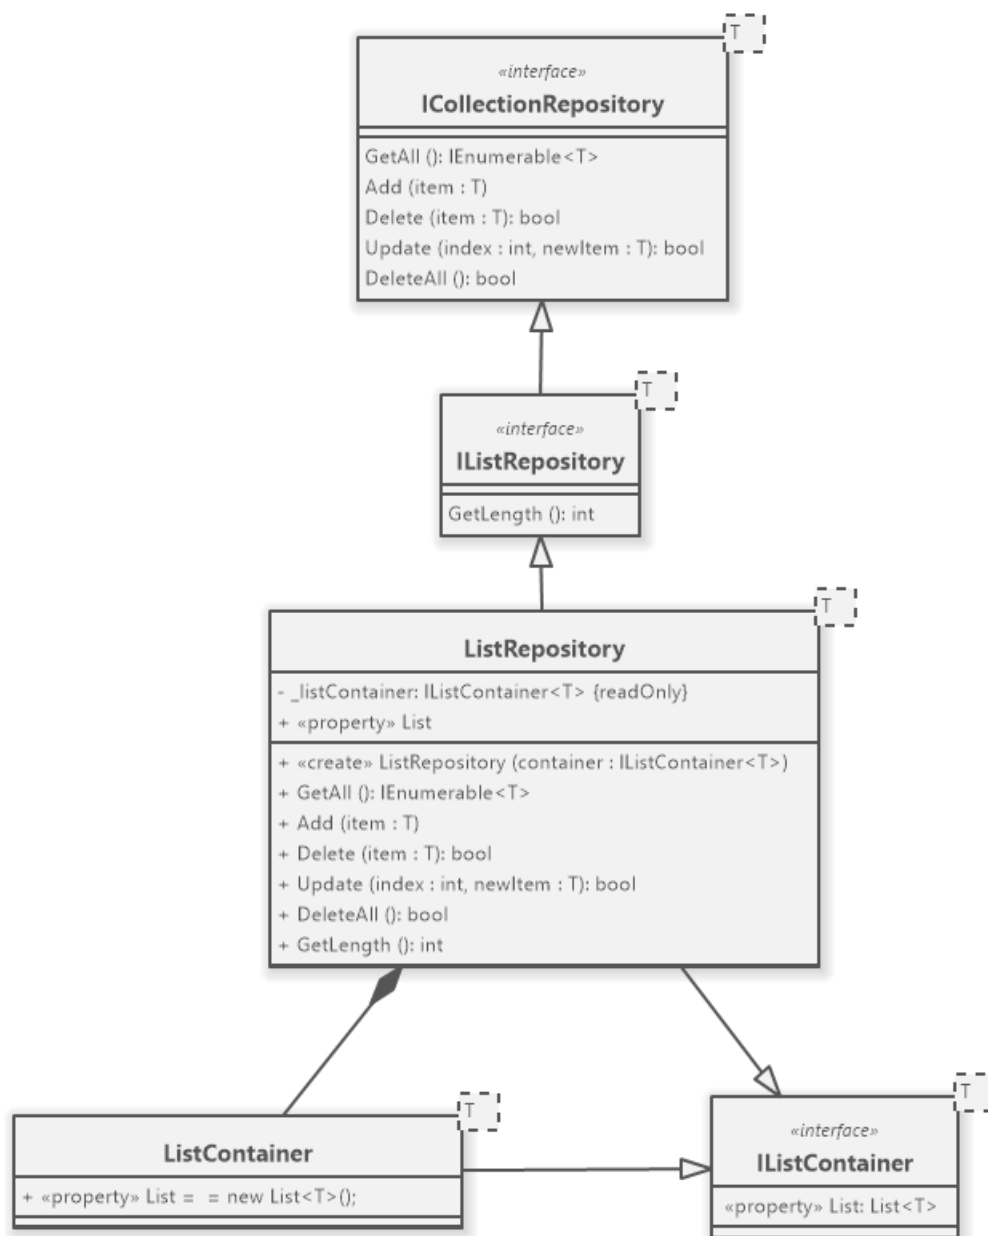 T
«interface»
ICollectionRepository
GetAll (): IEnumerable<T>
Add (item : T)
Delete (item : T): bool
Update (index : int, newItem : T): bool
DeleteAll (): bool
T
«interface»
IListRepository
GetLength (): int
T
ListRepository
- _listContainer: IListContainer<T> {readOnly}
+ «property» List
+ «create» ListRepository (container : IListContainer<T>)
+ GetAll (): IEnumerable<T>
+ Add (item : T)
+ Delete (item : T): bool
+ Update (index : int, newItem : T): bool
+ DeleteAll (): bool
+ GetLength (): int
T
ListContainer
+ «property» List = = new List<T>();
T
«interface»
IListContainer
«property» List: List<T>